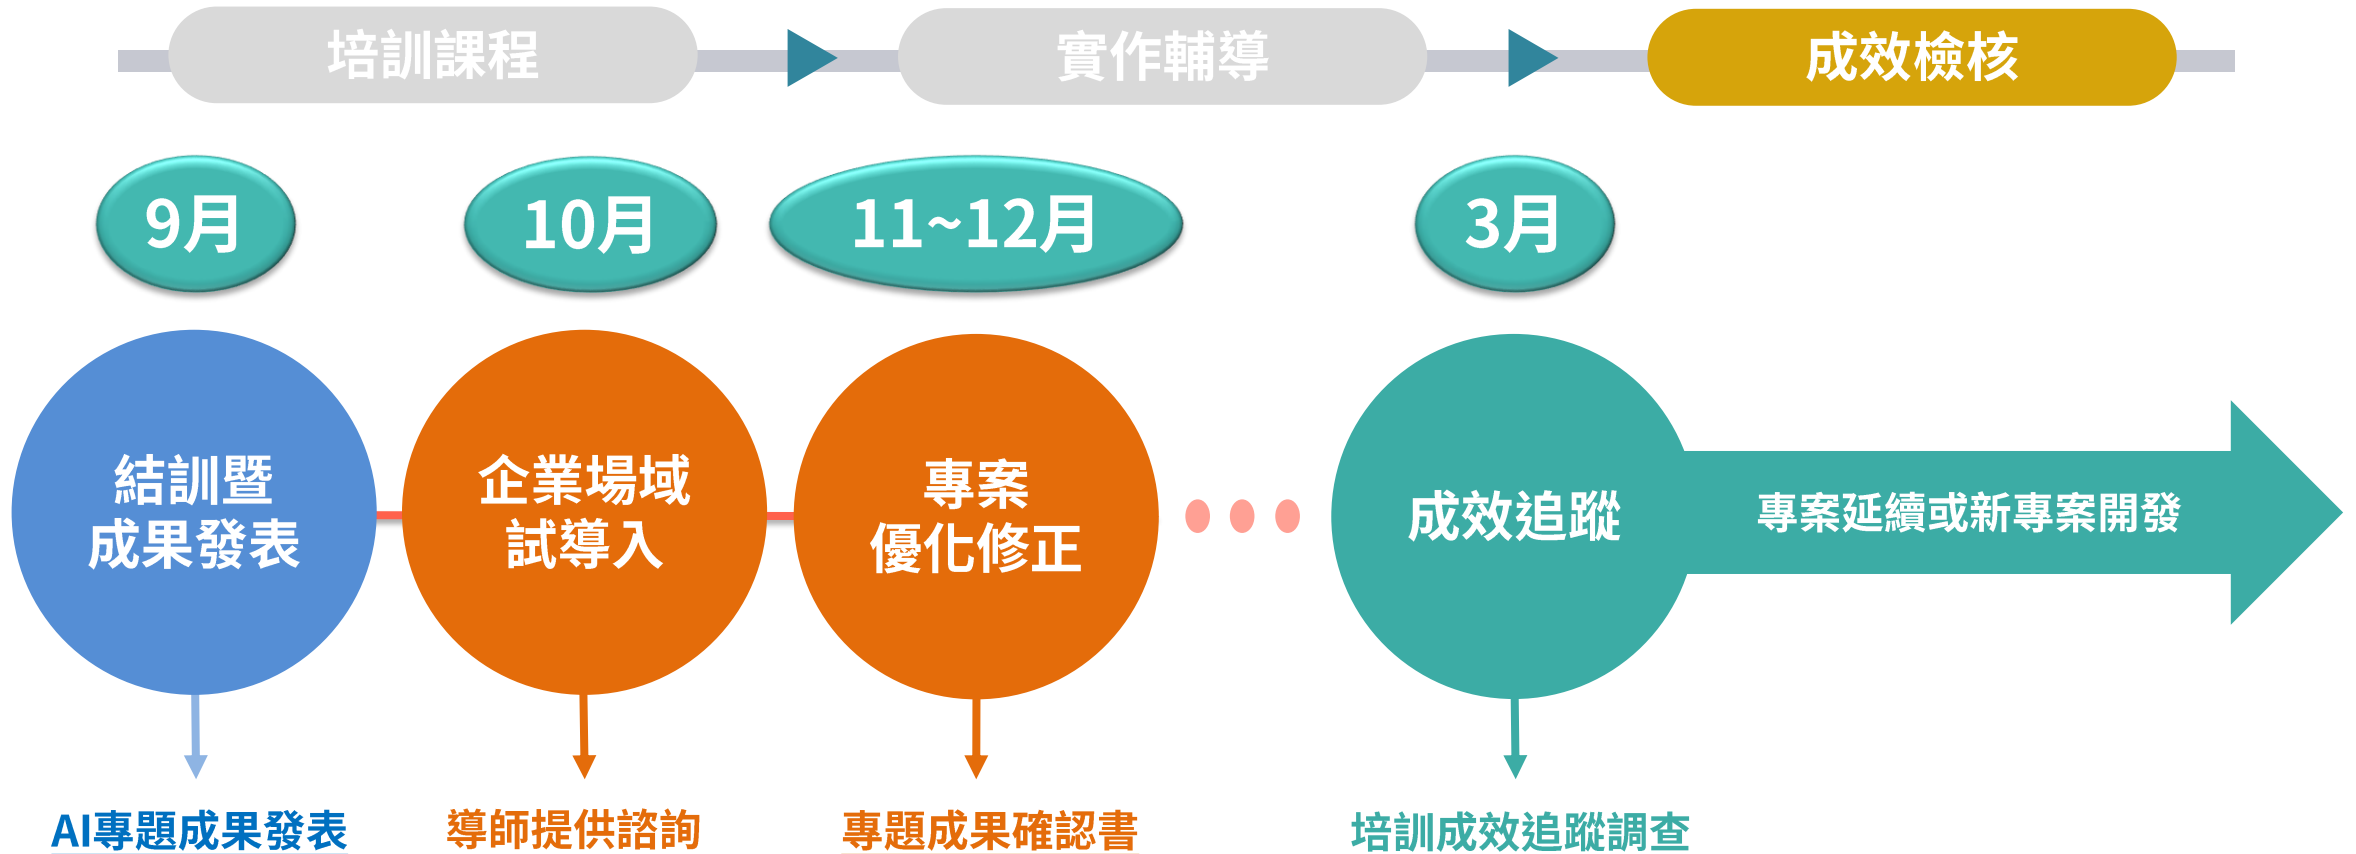 培訓課程
實作輔導
成效檢核
9月
10月
11~12月
3月
結訓暨
成果發表
企業場域
試導入
專案
優化修正
成效追蹤
專案延續或新專案開發
AI專題成果發表
導師提供諮詢
專題成果確認書
培訓成效追蹤調查